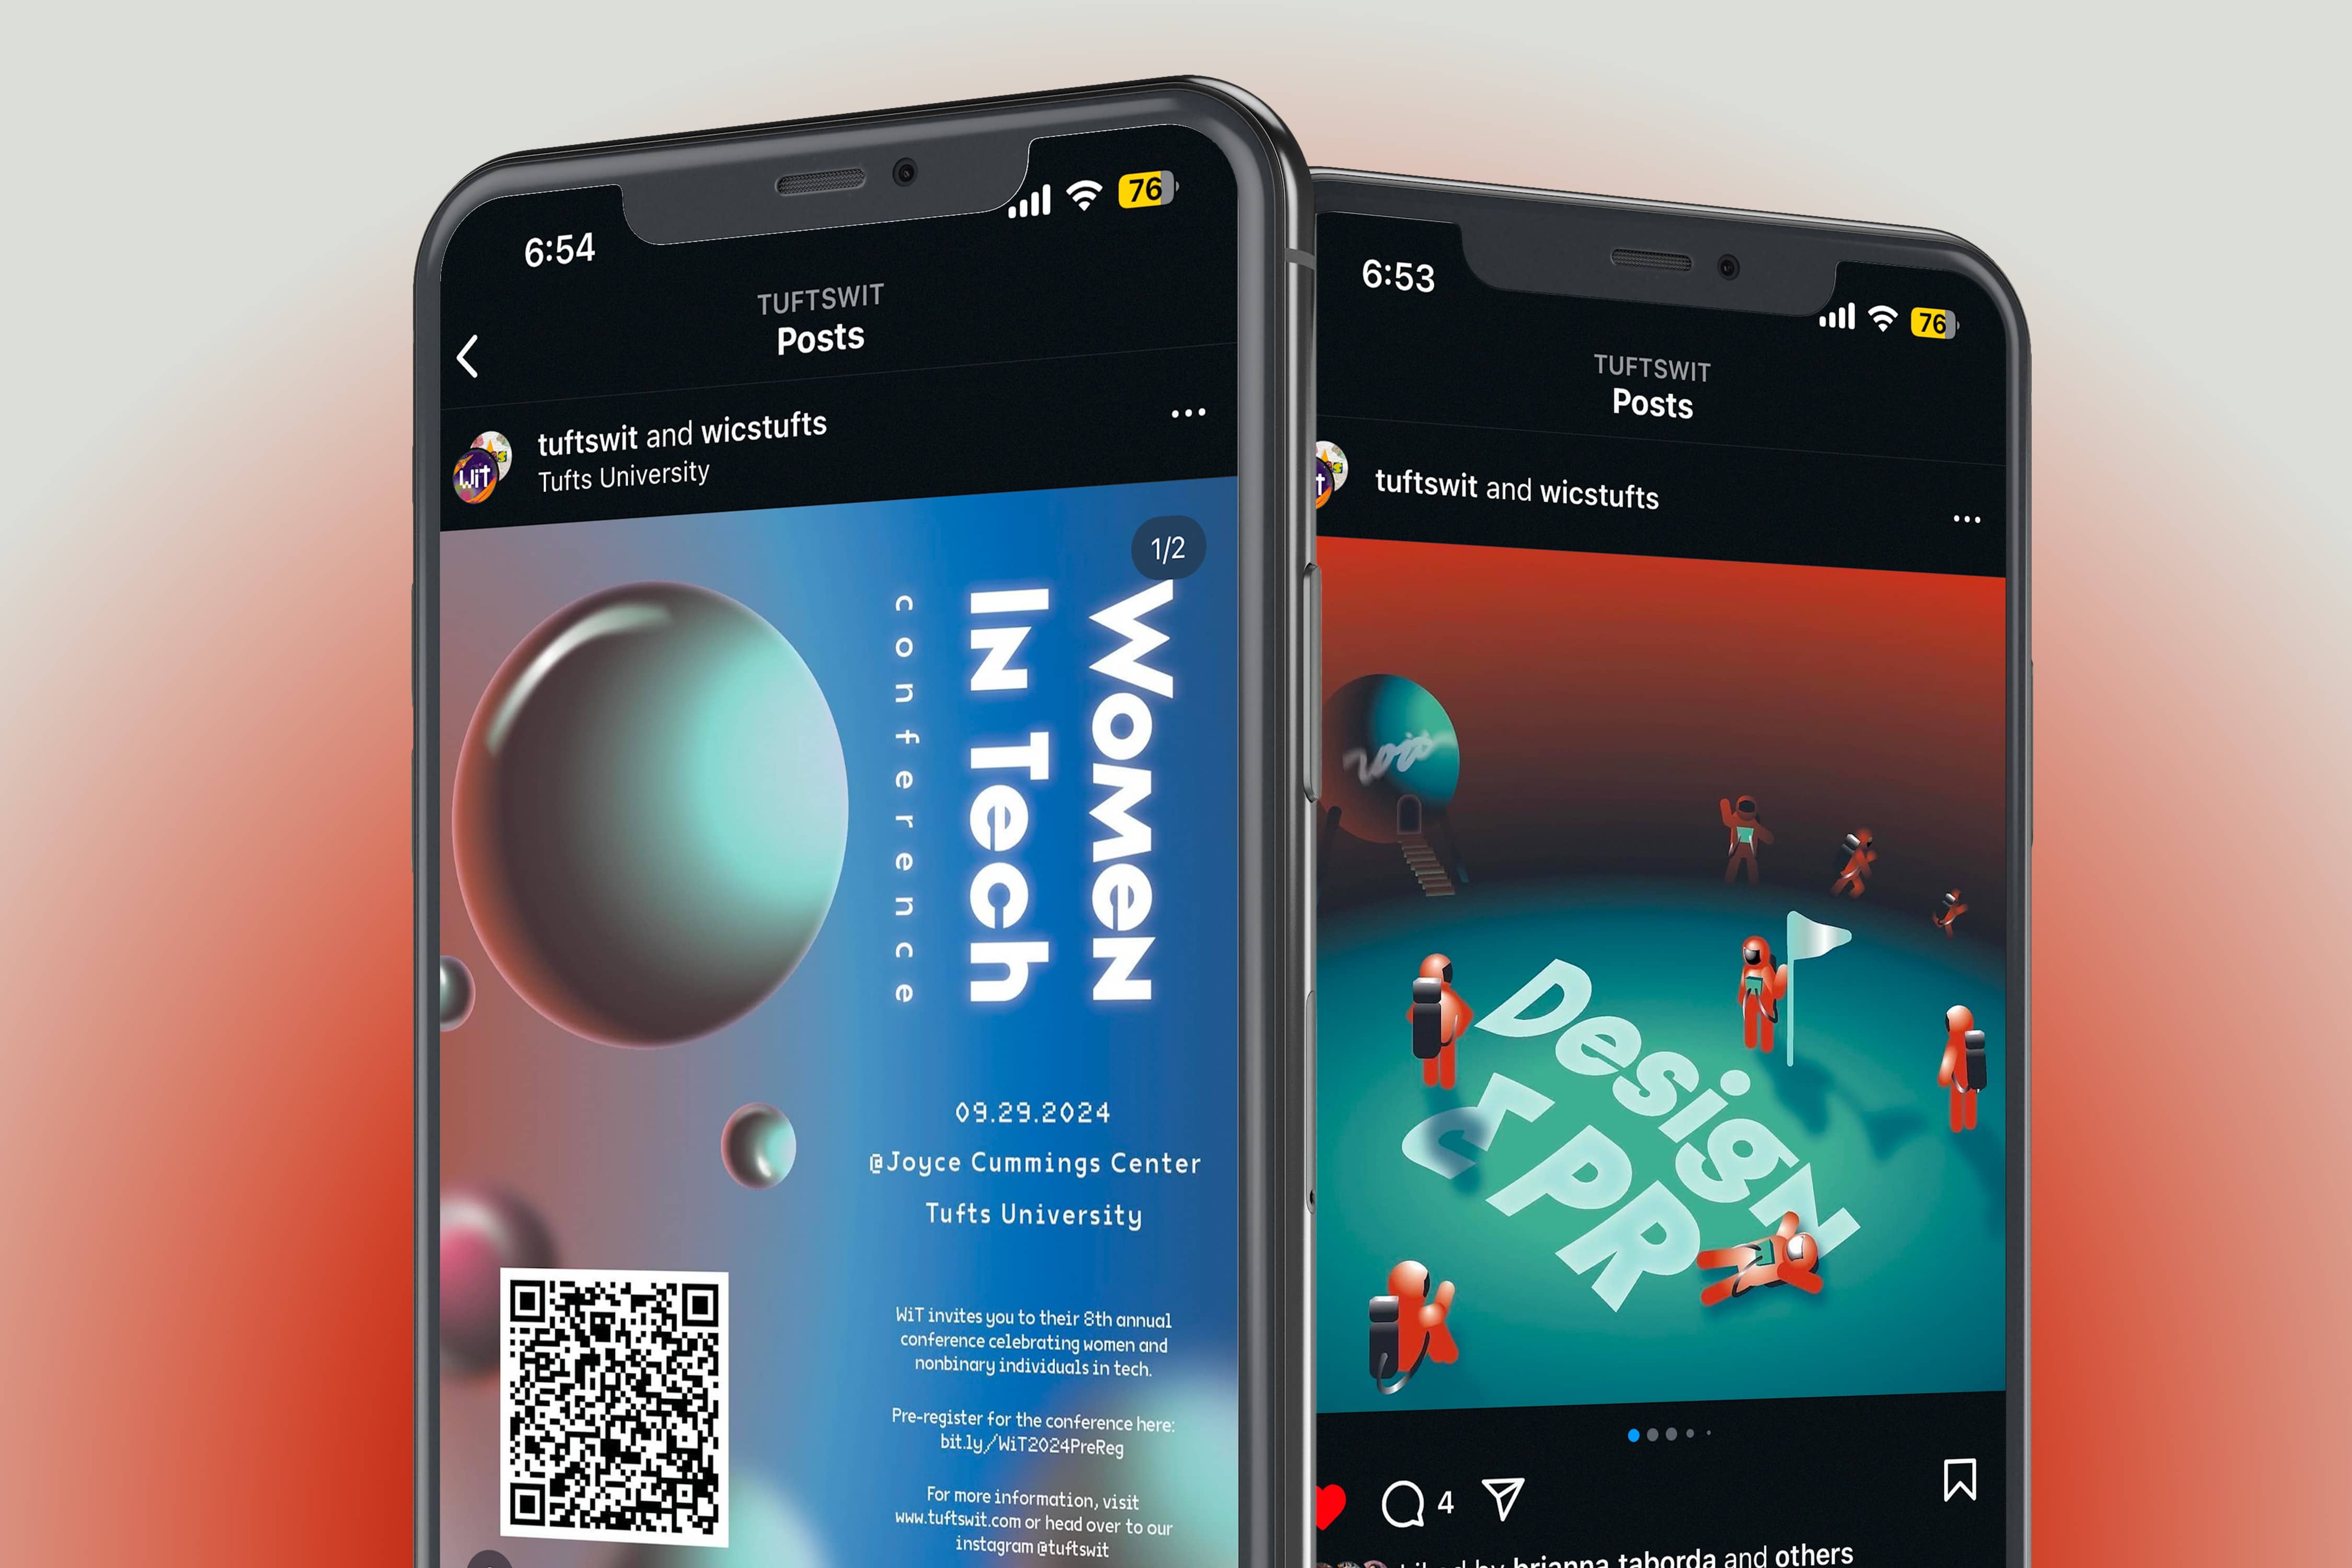 6:54
76
TUFTSWIT
Posts
tuftswit and wicstufts
Tufts University
WiT
1/2
Women
In Tech
conference
09.29.2024
@Joyce Cummings Center
Tufts University
WiT invites you to their 8th annual
conference celebrating women and
nonbinary individuals in tech.
Pre-register for the conference here:
bit.ly/WiT2024PreReg
For more information, visit
www.tuftswit.com or head over to our
instagram @tuftswit
6:53
76
TUFTSWIT
Posts
tuftswit and wicstufts
wit
Design
& PR
4
Liked by brianna.taborda and others